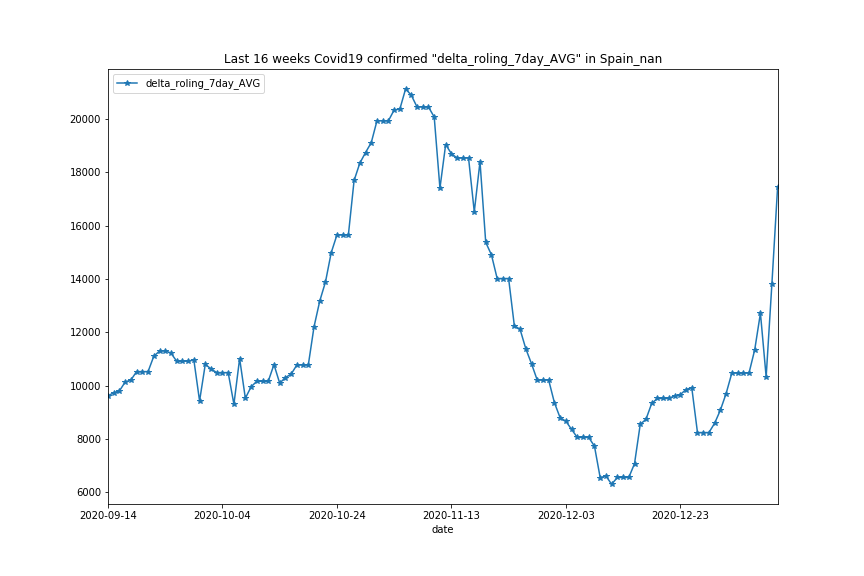 Last 16 weeks Covid19 confirmed "delta_roling_7day_AVG" in Spain_nan
delta_roling_7day_AVG
20000
18000
16000
14000
12000
10000
8000
6000
2020-09-14 2020-10-04 2020-10-24 2020-11-13 2020-12-03 2020-12-23
date